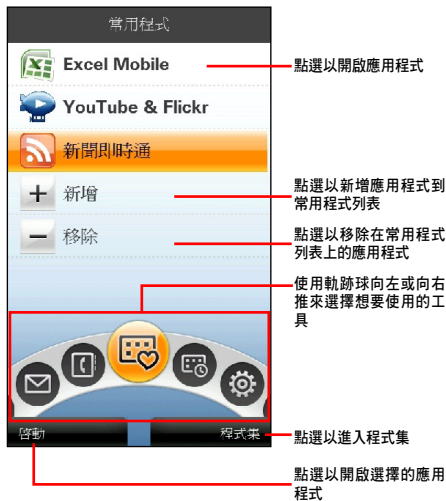 常用程式
Excel Mobile
點選以開啟應用程式
YouTube & Flickr
新聞即時通
新增
點選以新增應用程式到
常用程式列表
移除
點選以移除在常用程式
列表上的應用程式
使用軌跡球向左或向右
推來選擇想要使用的工
具
啟動
程式集
點選以進入程式集
點選以開啟選擇的應用
程式